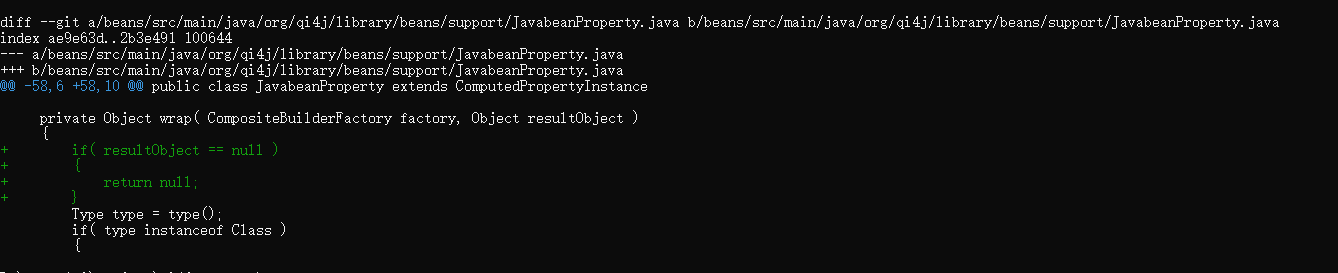 diff --git a/beans/src/main/java/org/qi4j/library/beans/support/JavabeanProperty.java b/beans/src/main/java/org/qi4j/library/beans/support/JavabeanProperty.java
index ae9e63d..2b3e491 100644
--- a/beans/src/main/java/org/qi4j/library/beans/support/JavabeanProperty.java
+++ b/beans/src/main/java/org/qi4j/library/beans/support/JavabeanProperty.java
@@ -58,6 +58,10 @@ public class JavabeanProperty extends ComputedPropertyInstance
    private Object wrap( CompositeBuilderFactory factory, Object resultObject )
    {
+        if( resultObject == null )
+        {
+            return null;
+        }
        Type type = type();
        if( type instanceof Class )
        {